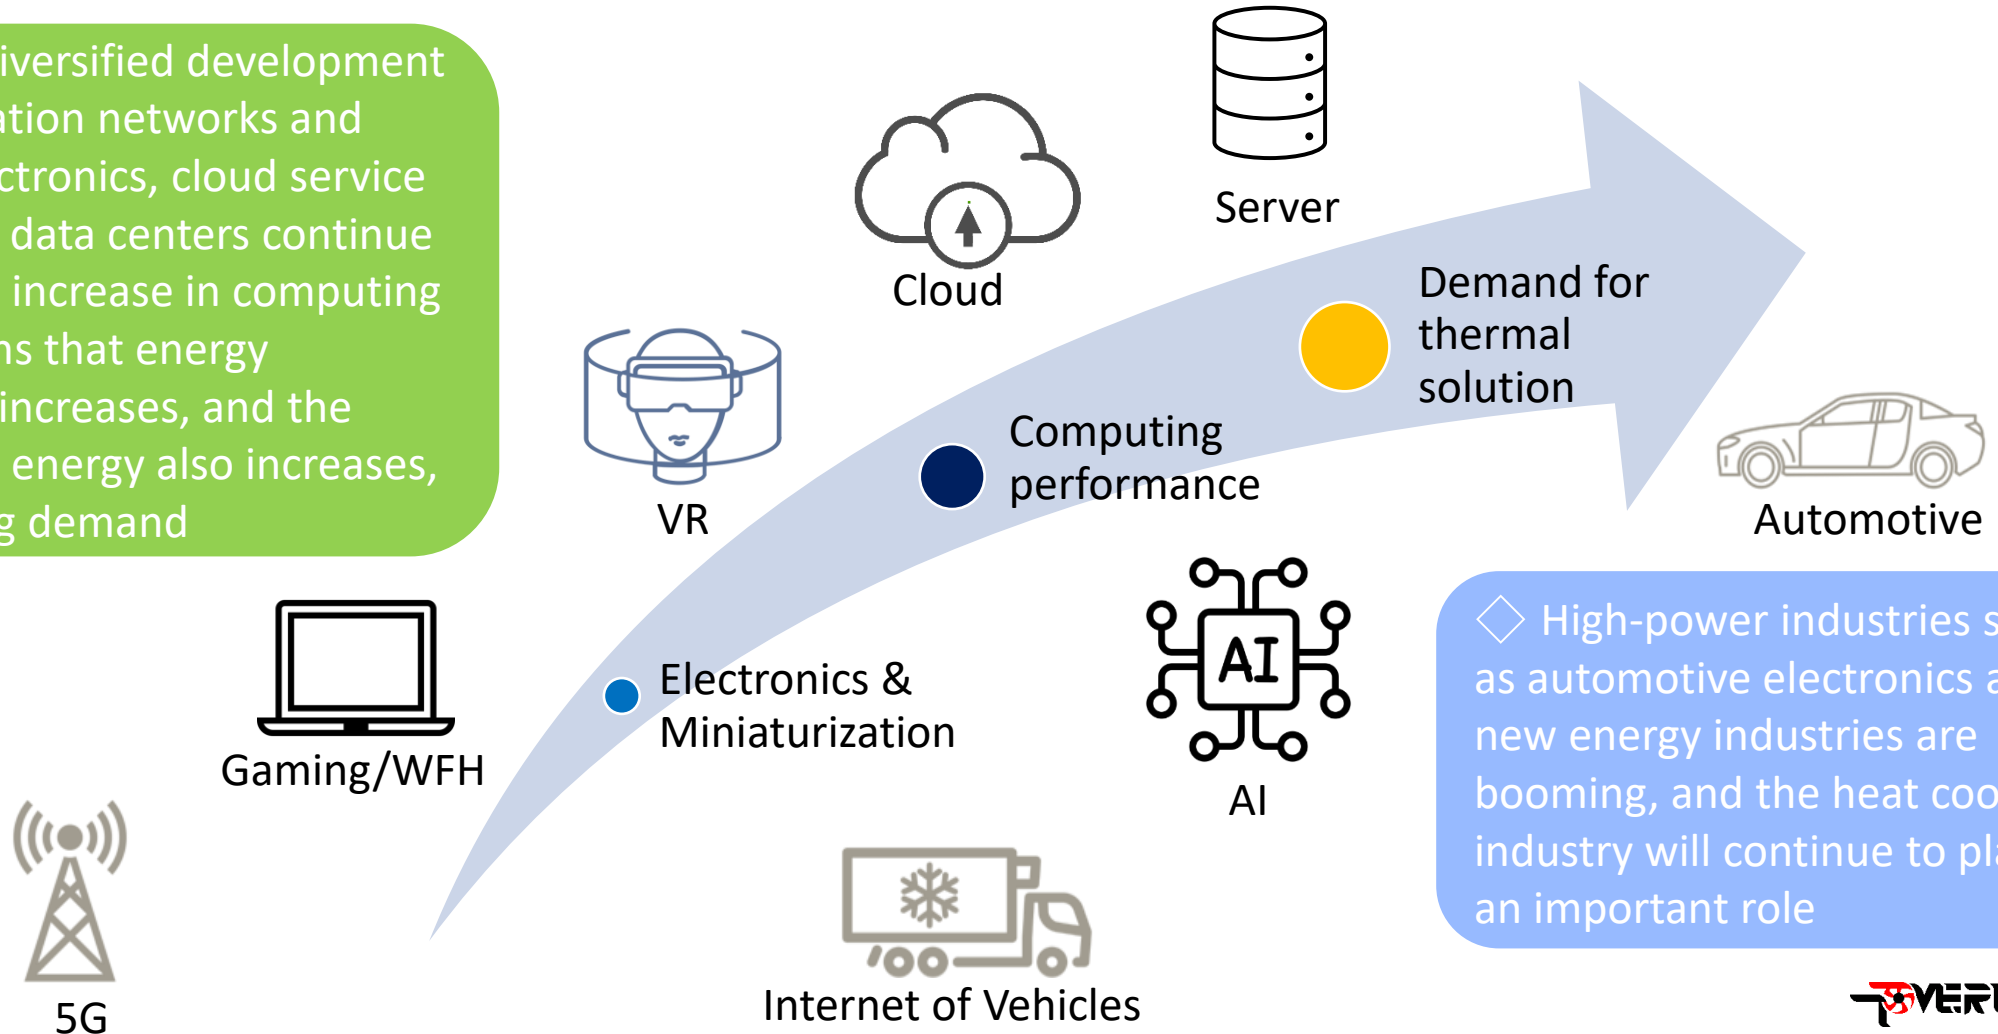 iversified development
ation networks and
ctronics, cloud service
data centers continue
increase in computing
ns that energy
increases, and the
energy also increases,
g demand
Server
Cloud
Demand for
thermal
solution
VR
Computing
performance
Automotive
Gaming/WFH
Electronics &
Miniaturization
AI
AI
◇ High-power industries s
as automotive electronics a
new energy industries are
booming, and the heat coo
industry will continue to pla
an important role
5G
Internet of Vehicles